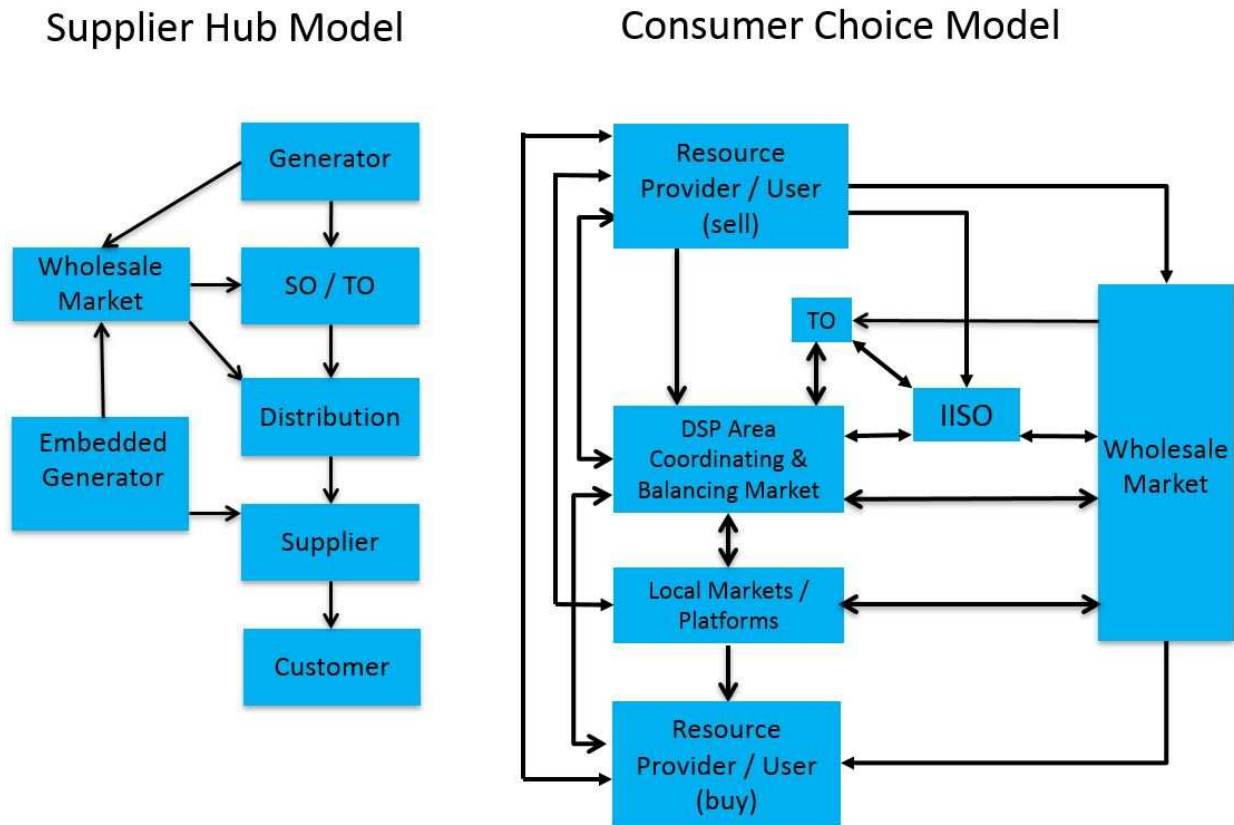 Supplier Hub Model
Generator
Wholesale
Market
SO / TO
Distribution
Embedded
Generator
Supplier
Customer
Consumer Choice Model
Resource
Provider / User
(sell)
TO
IISO
DSP Area
Coordinating &
Balancing Market
Wholesale
Market
Local Markets /
Platforms
Resource
Provider / User
(buy)